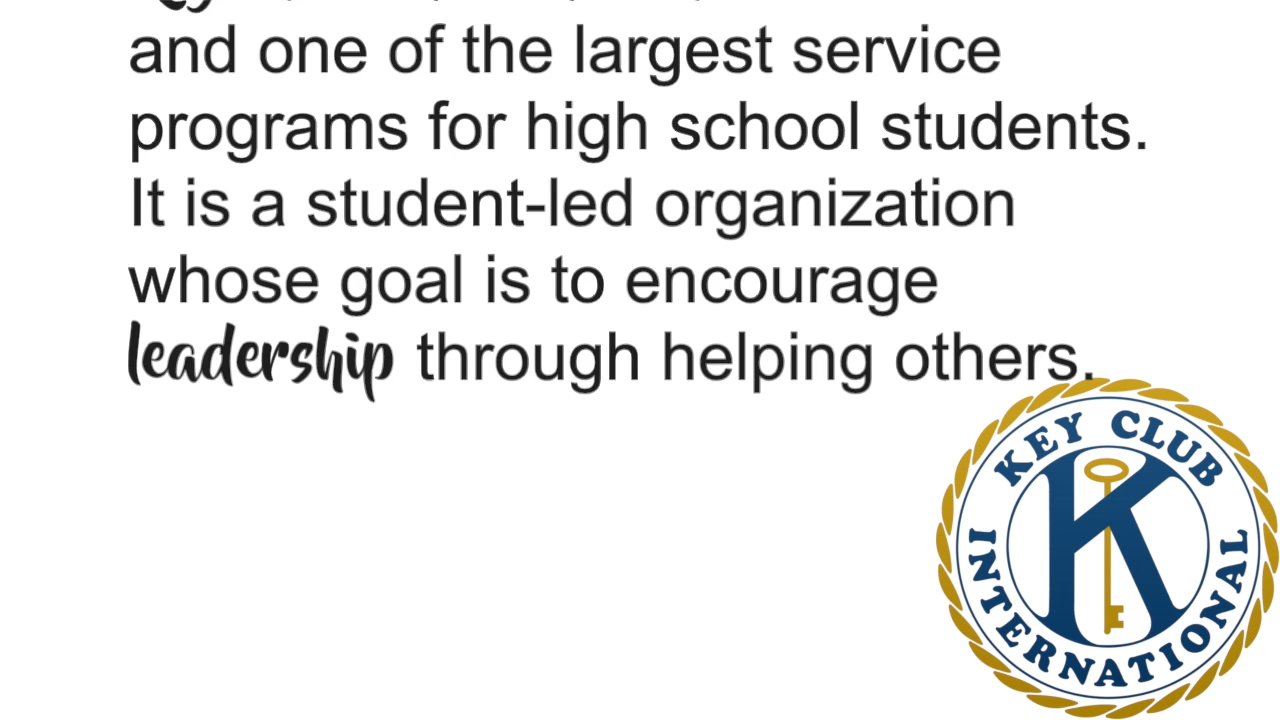 and one of the largest service
programs for high school students.
It is a student-led organization
whose goal is to encourage
leadership through helping others.
KEY CLUB
K
INTERNATIONAL